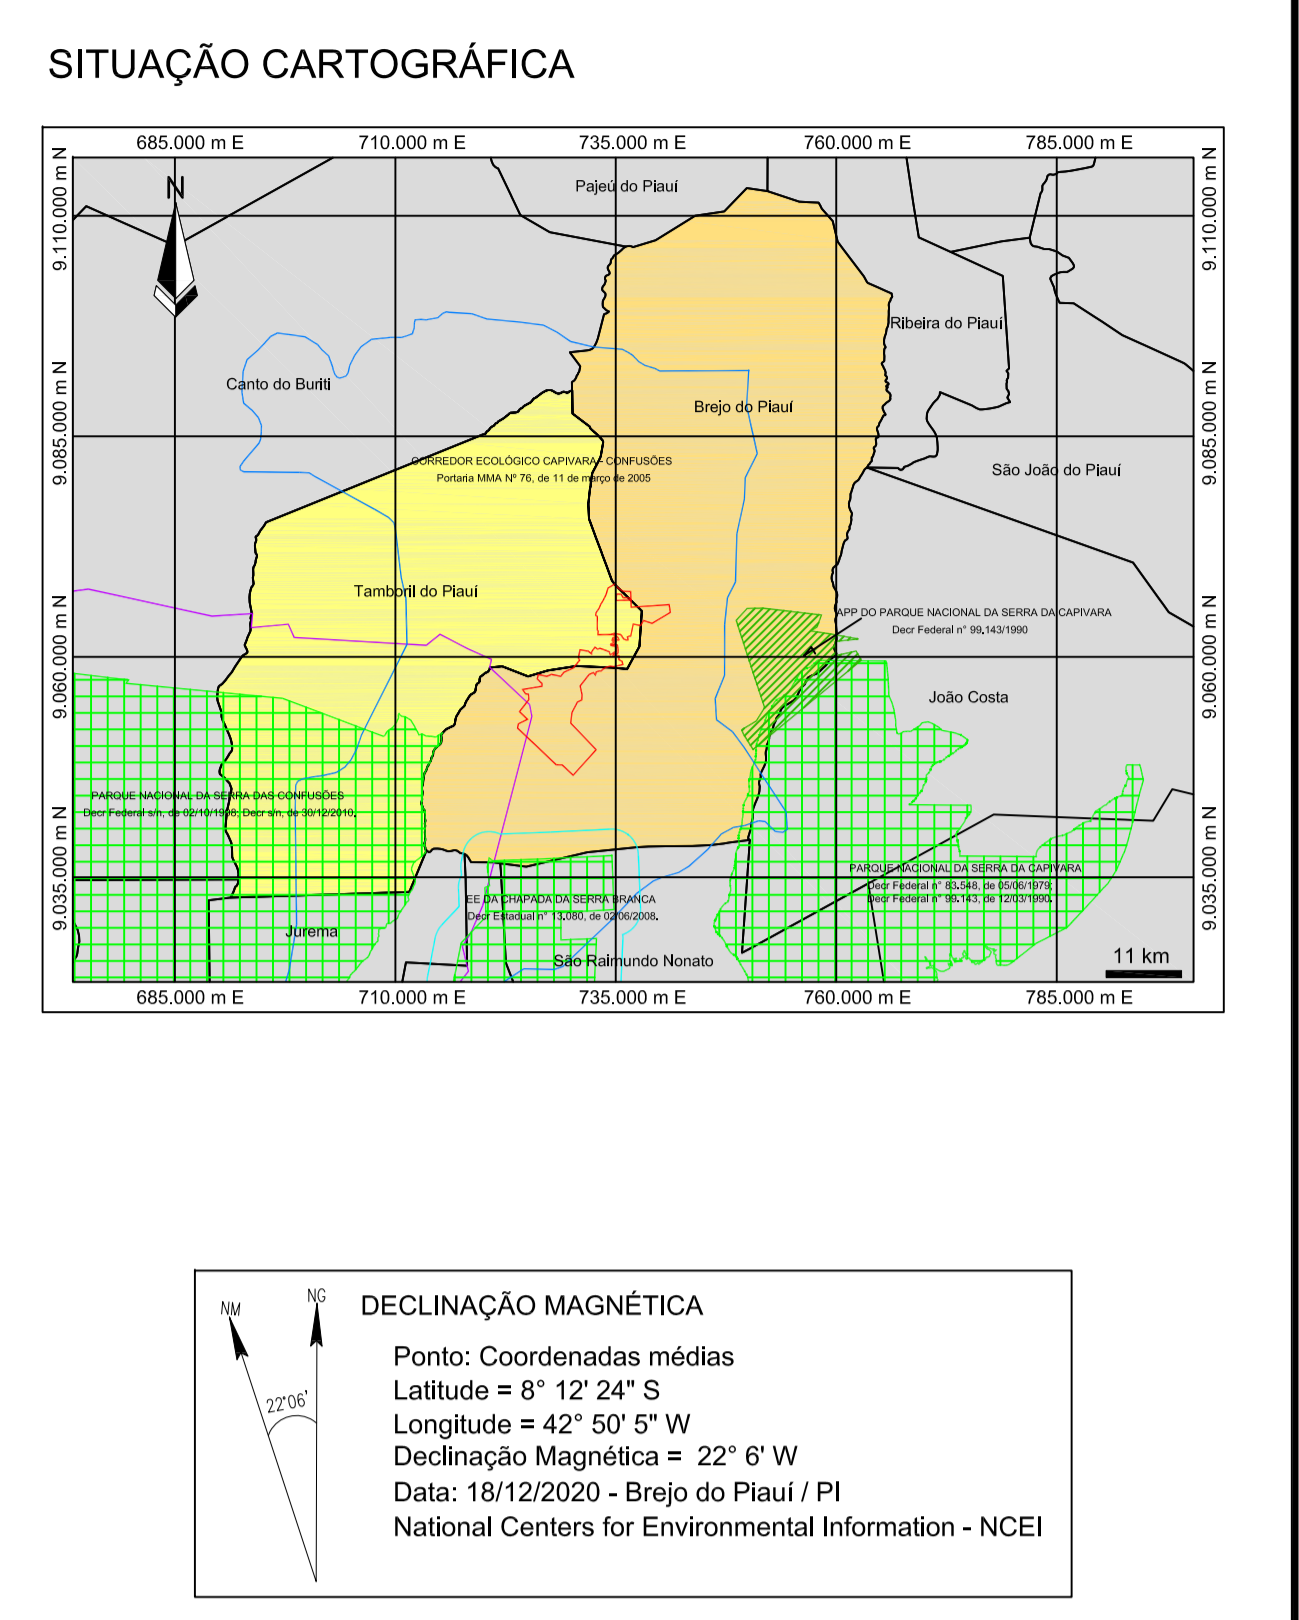 SITUAÇÃO CARTOGRÁFICA
685.000 m E
710.000 m E
735.000 m E
760.000 m E
785.000 m E
9.110.000 m N
9.110.000 m N
N
Pajeú do Piauí
Ribeira do Piauí
Canto do Buriti
Brejo do Piauí
9.085.000 m N
9.085.000 m N
CORREDOR ECOLÓGICO CAPIVARA - CONFUSÕES
Portaria MMA Nº 76, de 11 de março de 2005
São João do Piauí
Tamboril do Piauí
APP DO PARQUE NACIONAL DA SERRA DA CAPIVARA
Decr Federal n° 99.143/1990
9.060.000 m N
9.060.000 m N
João Costa
PARQUE NACIONAL DA SERRA DAS CONFUSÕES
Decr Federal s/n, de 02/10/1998; Decr s/n, de 30/12/2010.
9.035.000 m N
9.035.000 m N
PARQUE NACIONAL DA SERRA DA CAPIVARA
Decr Federal n° 83.548, de 05/06/1979;
Decr Federal n° 99.143, de 12/03/1990.
EE DA CHAPADA DA SERRA BRANCA
Decr Estadual n° 13.080, de 02/06/2008.
Jurema
São Raimundo Nonato
11 km
685.000 m E
710.000 m E
735.000 m E
760.000 m E
785.000 m E
NM
NG
22°06'
DECLINAÇÃO MAGNÉTICA
Ponto: Coordenadas médias
Latitude = 8° 12' 24" S
Longitude = 42° 50' 5" W
Declinação Magnética = 22° 6' W
Data: 18/12/2020 - Brejo do Piauí / PI
National Centers for Environmental Information - NCEI